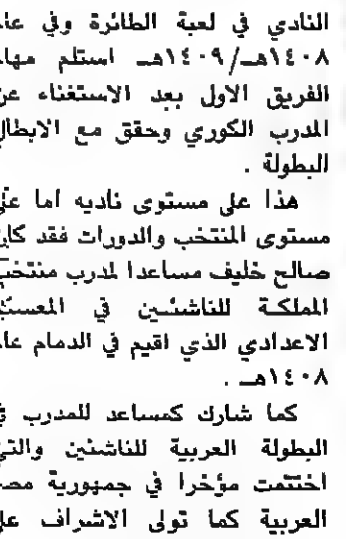 النادي في لعبة الطائرة وفي عام
١٤٠٨هـ/١٤٠٩هـ استلم مهام
الفريق الاول بعد الاستغناء عن
المدرب الكوري وحقق مع الابطال
البطولة .
هذا على مستوى ناديه اما على
مستوى المنتخب والدورات فقد كان
صالح خليف مساعدا لمدرب منتخب
المملكة للناشئين في المعسكر
الاعدادي الذي اقيم في الدمام عام
١٤٠٨هـ .
كما شارك كمساعد للمدرب في
البطولة العربية للناشئين والتي
اختتمت مؤخرا في جمهورية مصر
العربية كما تولى الاشراف على